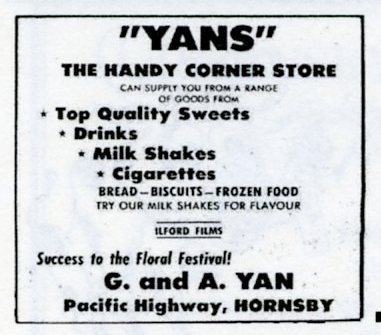 "YANS"
THE HANDY CORNER STORE
CAN SUPPLY YOU FROM A RANGE
OF GOODS FROM
★ Top Quality Sweets
★ Drinks
★ Milk Shakes
★ Cigarettes
BREAD — BISCUITS — FROZEN FOOD
TRY OUR MILK SHAKES FOR FLAVOUR
ILFORD FILMS
Success to the Floral Festival!
G. and A. YAN
Pacific Highway, HORNSBY